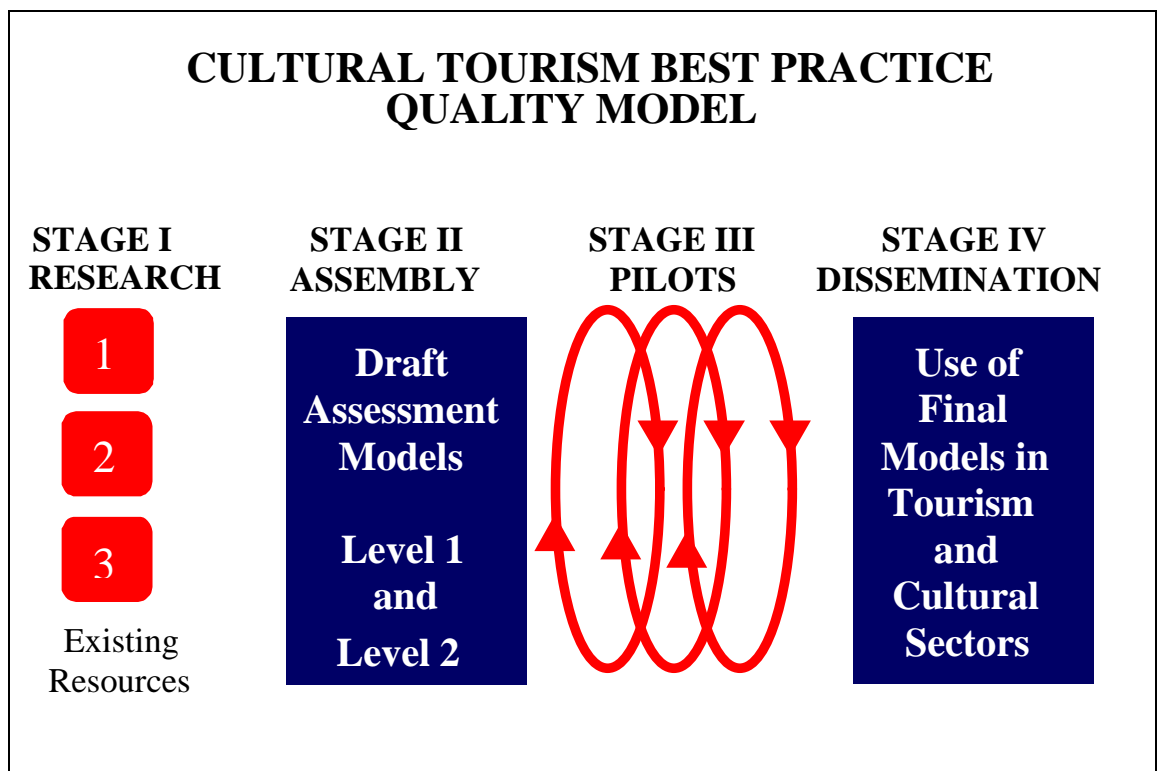 CULTURAL TOURISM BEST PRACTICE
QUALITY MODEL
STAGE I
RESEARCH
1
2
3
Existing
Resources
STAGE II
ASSEMBLY
Draft
Assessment
Models
Level 1
and
Level 2
STAGE III
PILOTS
STAGE IV
DISSEMINATION
Use of
Final
Models in
Tourism
and
Cultural
Sectors